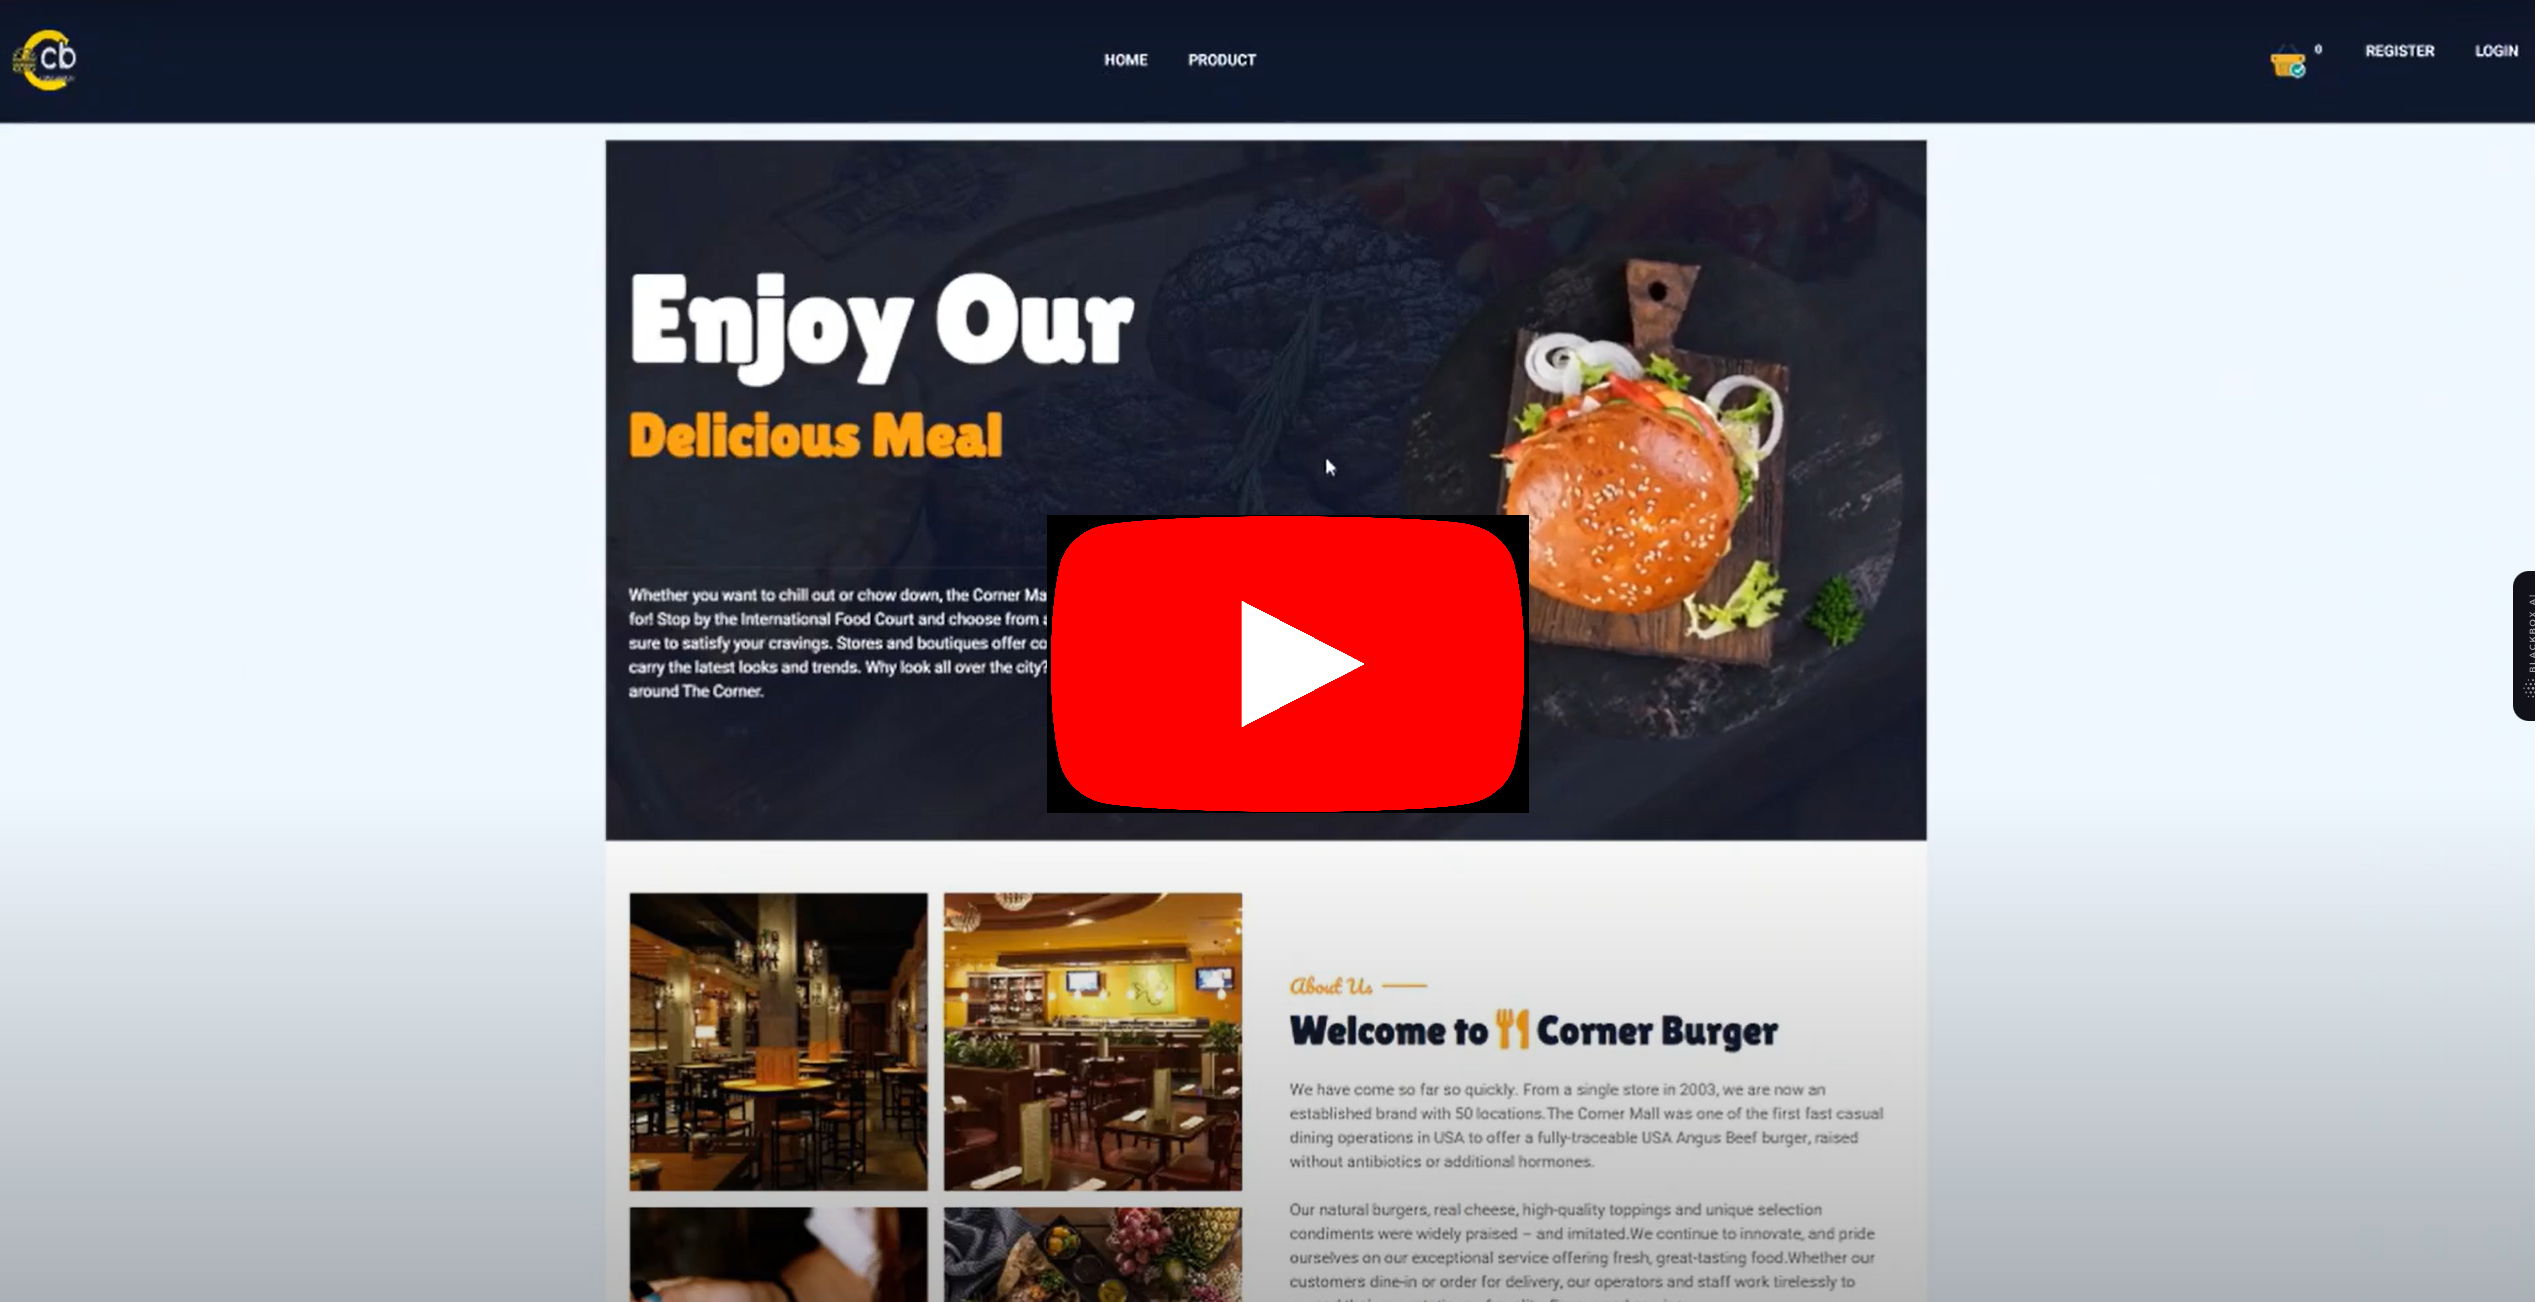 cb
HOME PRODUCT
0
REGISTER LOGIN
Enjoy Our
Delicious Meal
Whether you want to chill out or chow down, the Corner Ma
for! Stop by the International Food Court and choose from
sure to satisfy your cravings. Stores and boutiques offer co
carry the latest looks and trends. Why look all over the city?
around The Corner.
BLACKBOX AI
About Us
Welcome to Corner Burger
We have come so far so quickly. From a single store in 2003, we are now an
established brand with 50 locations.The Corner Mall was one of the first fast casual
dining operations in USA to offer a fully-traceable USA Angus Beef burger, raised
without antibiotics or additional hormones.
Our natural burgers, real cheese, high-quality toppings and unique selection
condiments were widely praised – and imitated.We continue to innovate, and pride
ourselves on our exceptional service offering fresh, great-tasting food.Whether our
customers dine-in or order for delivery, our operators and staff work tirelessly to